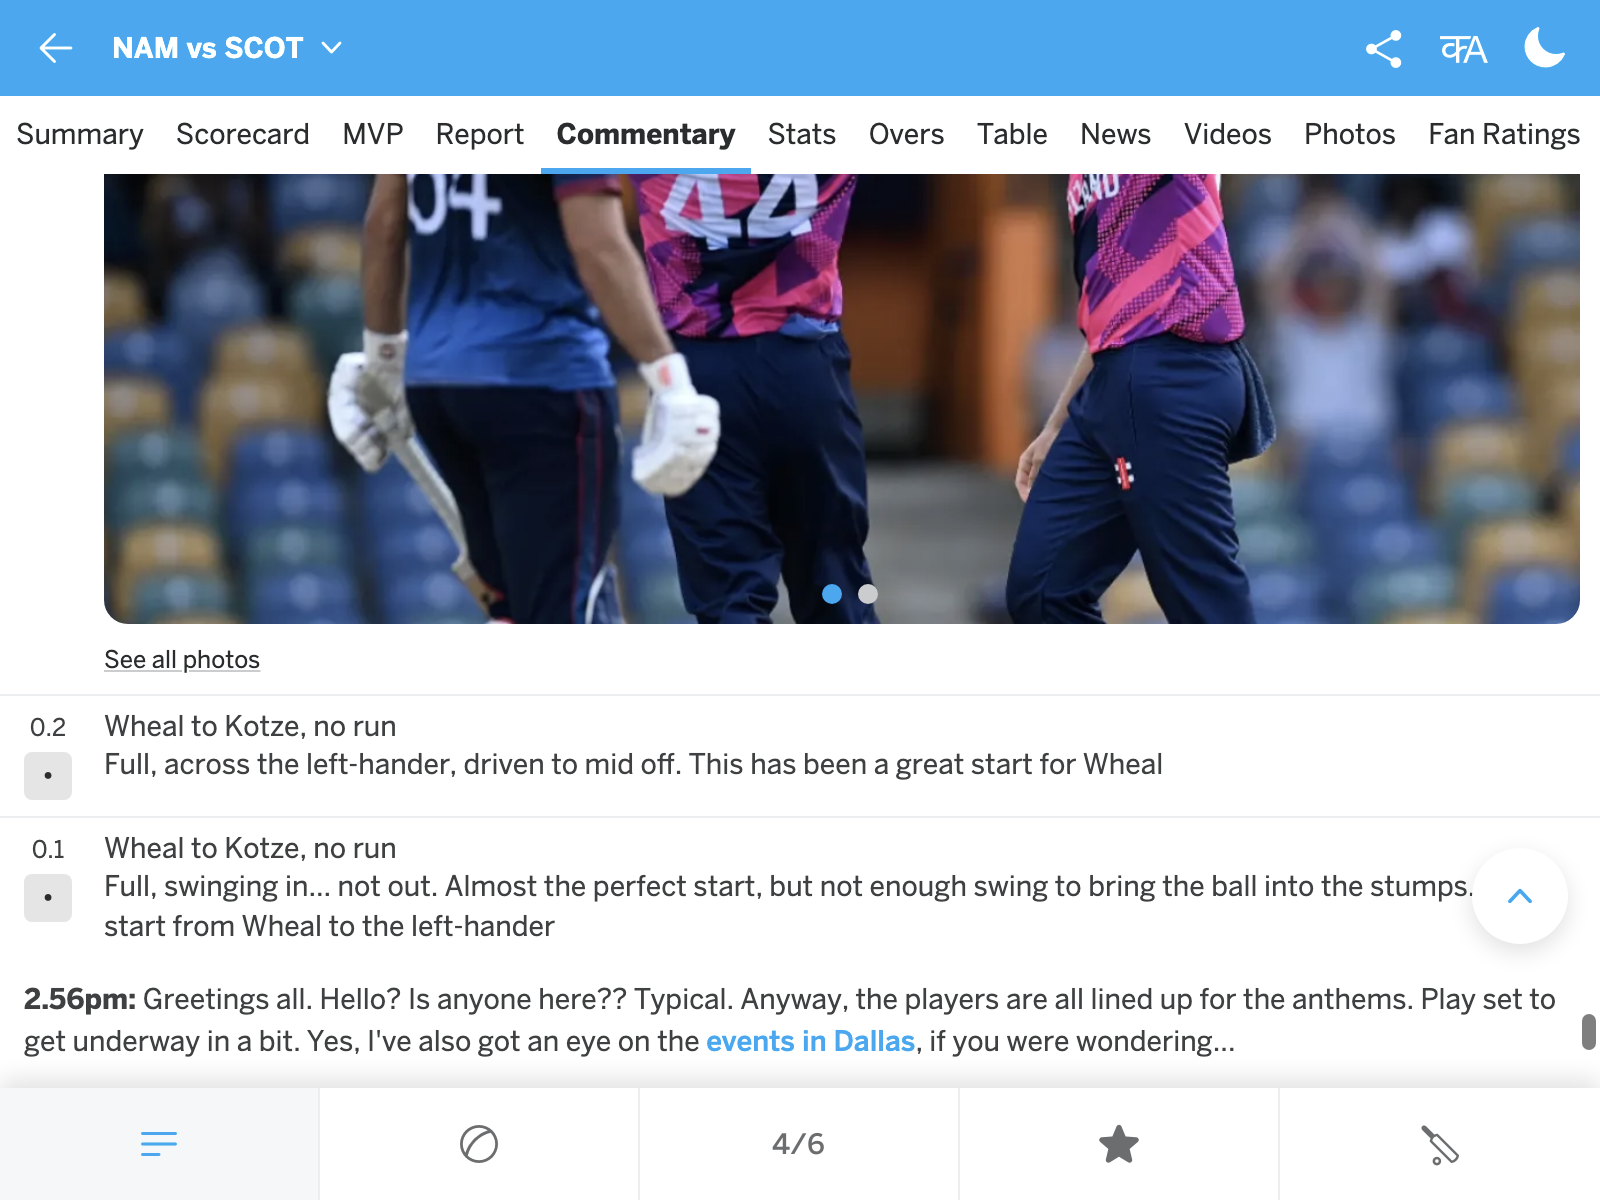 NAM vs SCOT
कA
Summary Scorecard MVP Report Commentary Stats Overs Table News Videos Photos Fan Ratings
44
See all photos
0.2 Wheal to Kotze, no run
• Full, across the left-hander, driven to mid off. This has been a great start for Wheal
0.1 Wheal to Kotze, no run
• Full, swinging in... not out. Almost the perfect start, but not enough swing to bring the ball into the stumps.
start from Wheal to the left-hander
2.56pm: Greetings all. Hello? Is anyone here?? Typical. Anyway, the players are all lined up for the anthems. Play set to
get underway in a bit. Yes, I've also got an eye on the events in Dallas, if you were wondering...
4/6